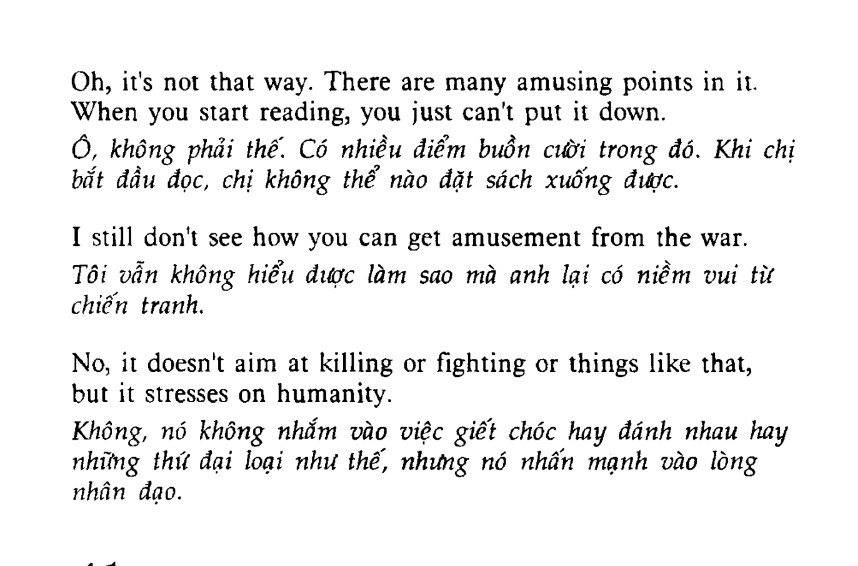 Oh, it's not that way. There are many amusing points in it.
When you start reading, you just can't put it down.
Ô, không phải thế. Có nhiều điểm buồn cười trong đó. Khi chị
bắt đầu đọc, chị không thể nào đặt sách xuống được.
I still don't see how you can get amusement from the war.
Tôi vẫn không hiểu được làm sao mà anh lại có niềm vui từ
chiến tranh.
No, it doesn't aim at killing or fighting or things like that,
but it stresses on humanity.
Không, nó không nhắm vào việc giết chóc hay đánh nhau hay
những thứ đại loại như thế, nhưng nó nhấn mạnh vào lòng
nhân đạo.